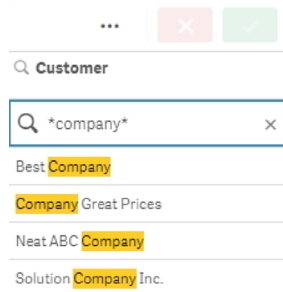 Customer
*company*
Best Company
Company Great Prices
Neat ABC Company
Solution Company Inc.